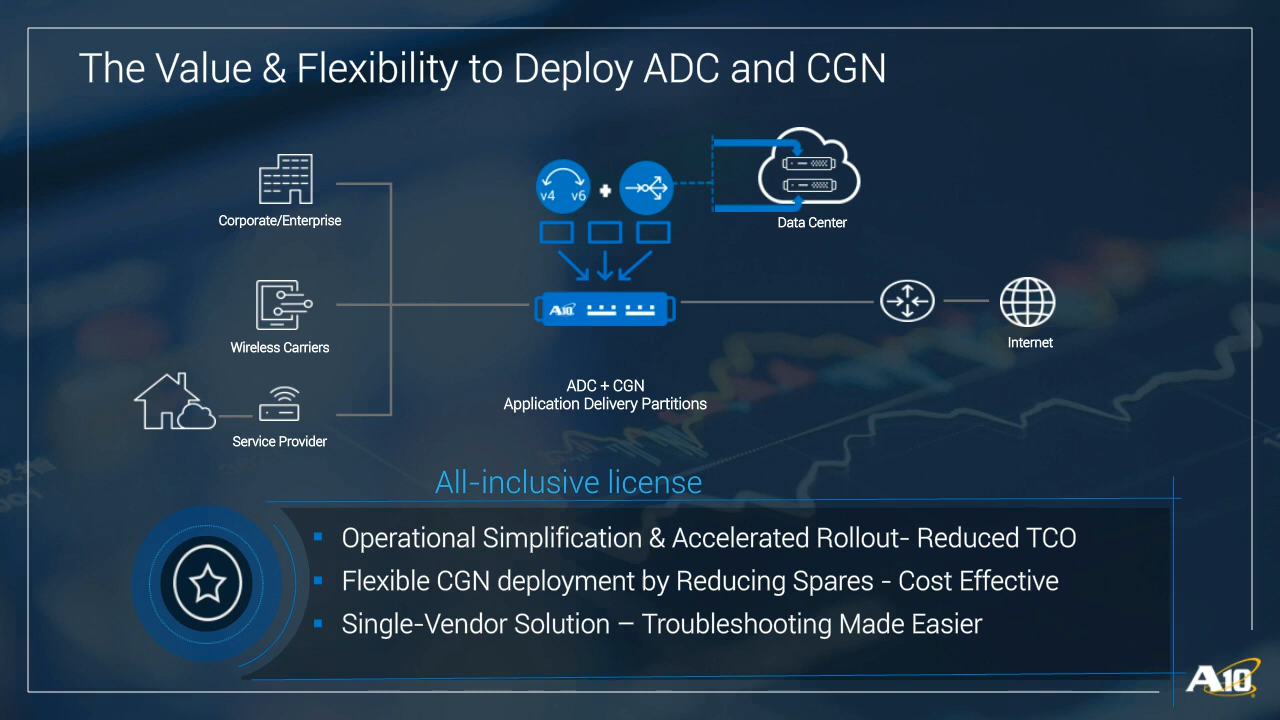 The Value & Flexibility to Deploy ADC and CGN
Corporate/Enterprise
v4 v6
Data Center
Wireless Carriers
A10
Internet
ADC + CGN
Application Delivery Partitions
Service Provider
All-inclusive license
Operational Simplification & Accelerated Rollout- Reduced TCO
Flexible CGN deployment by Reducing Spares - Cost Effective
Single-Vendor Solution – Troubleshooting Made Easier
A10